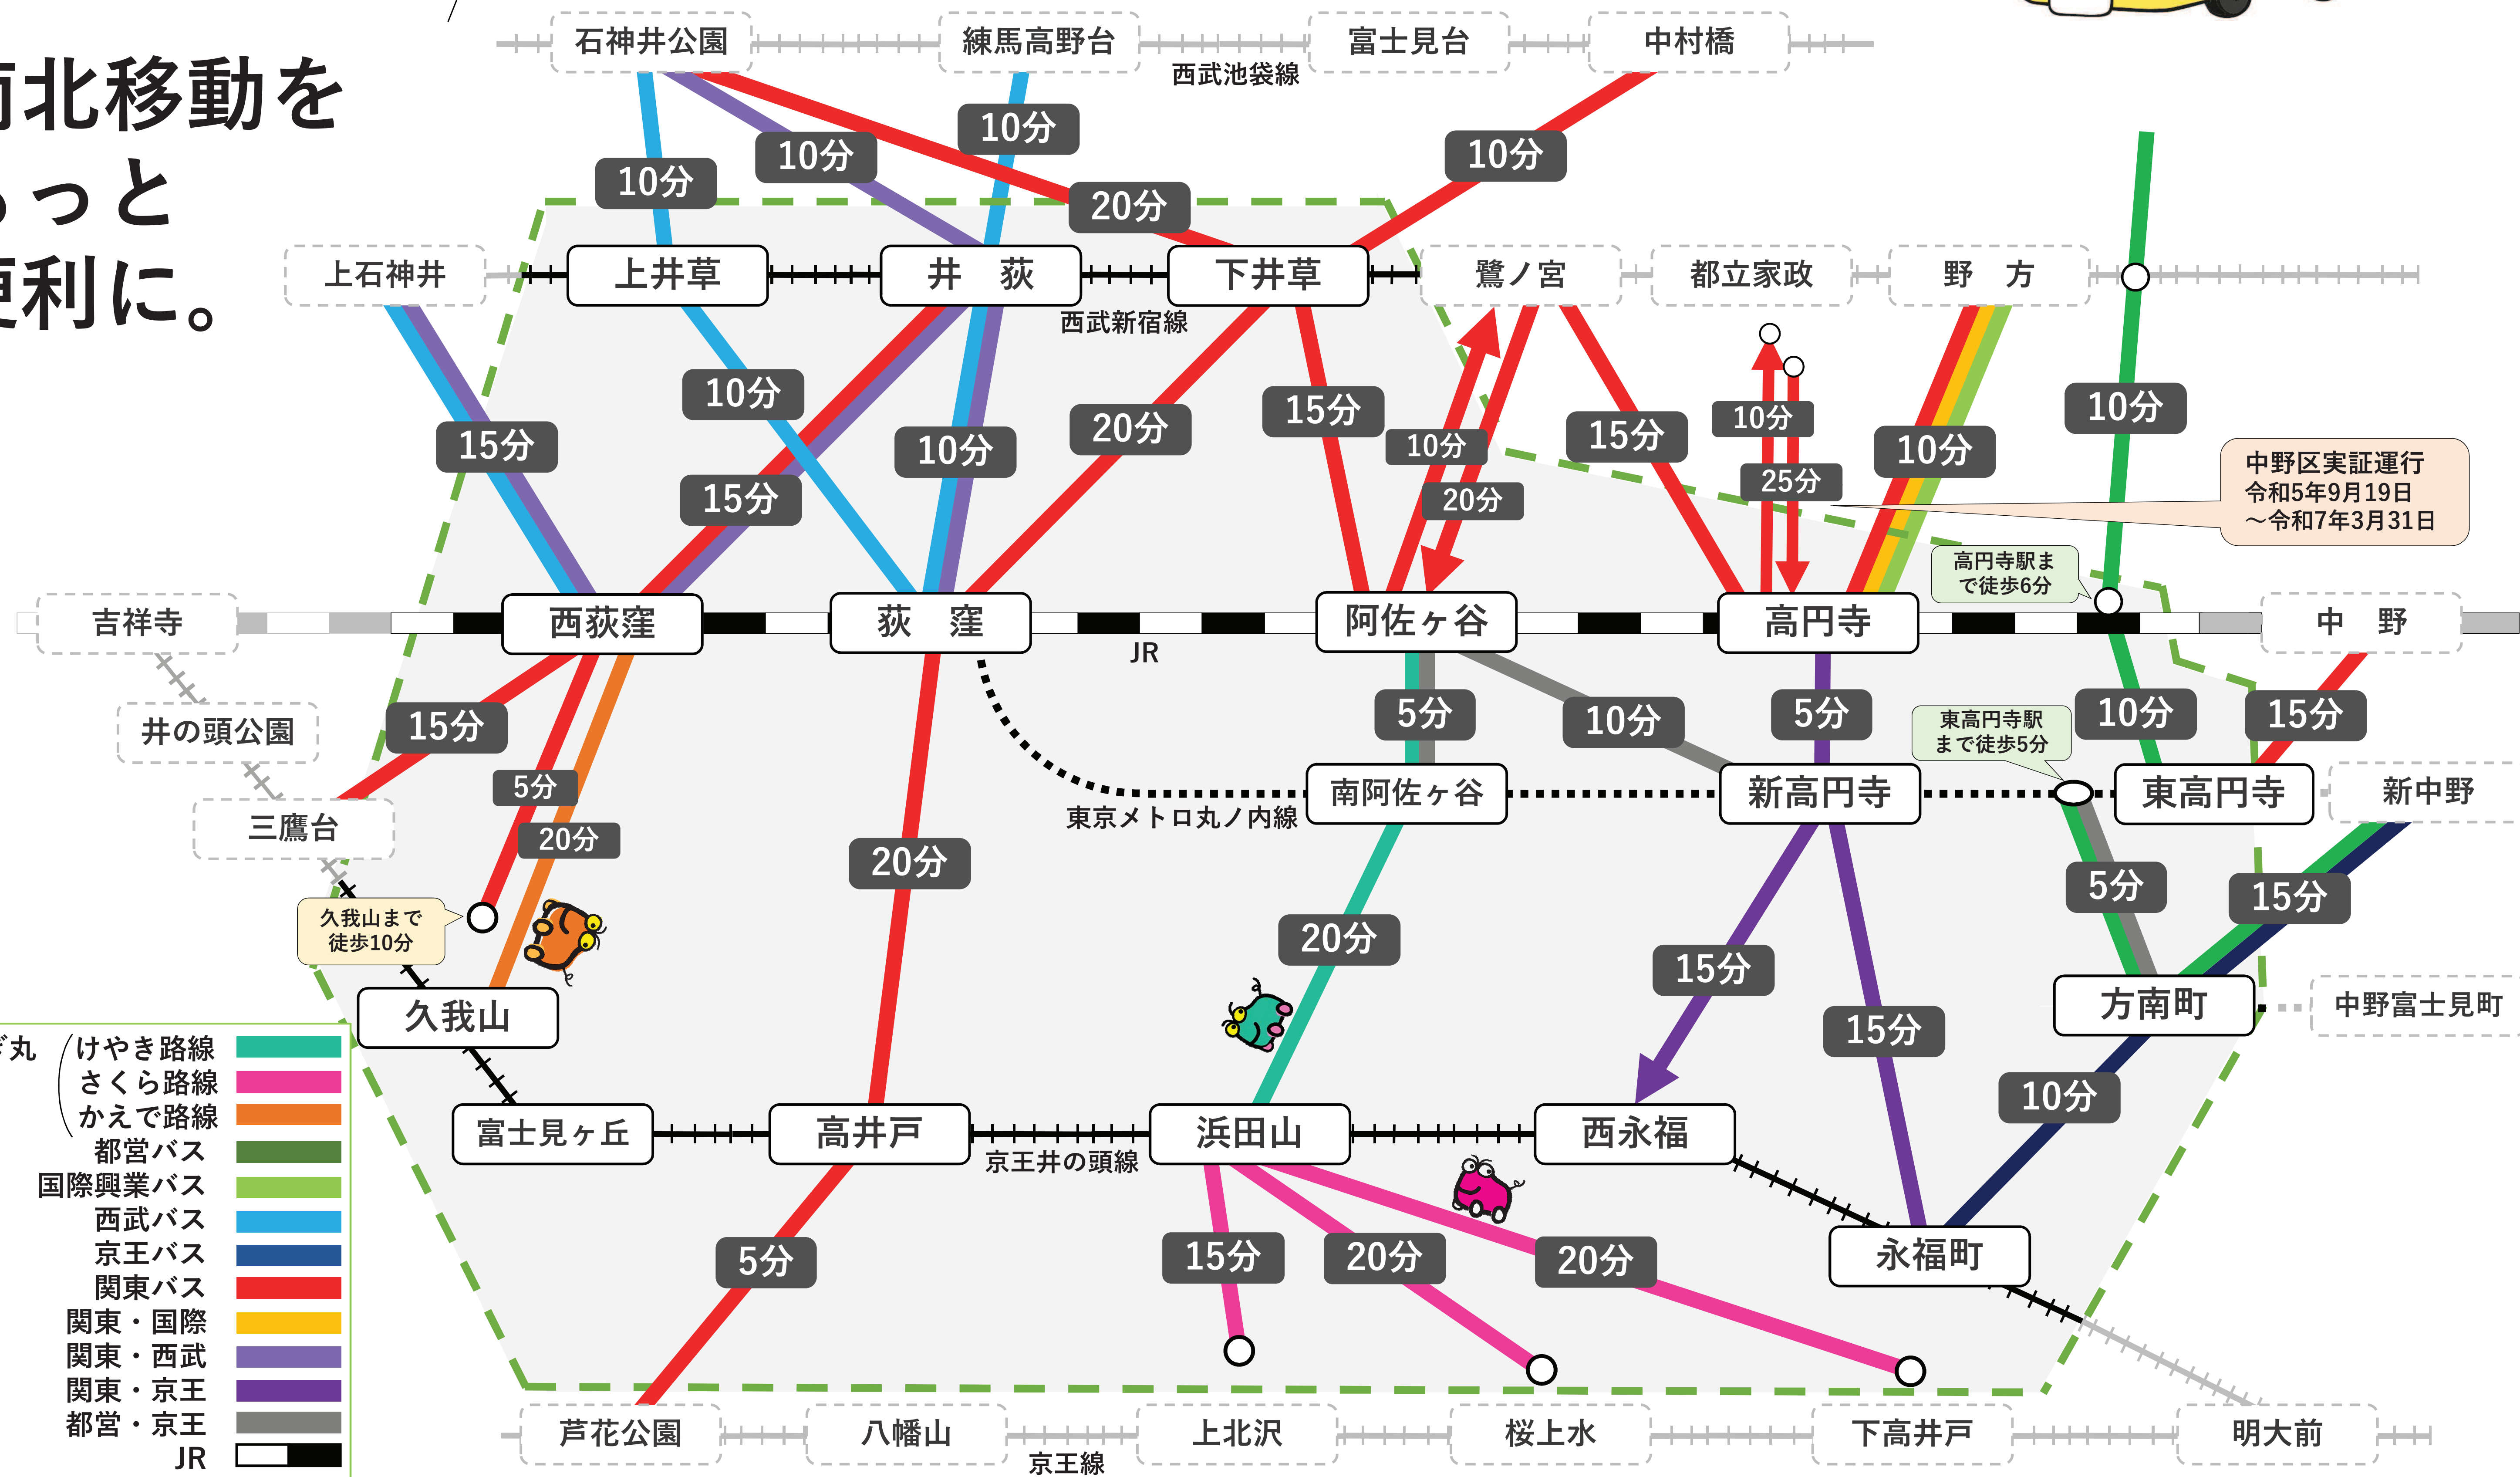 北移動を
っと
利に。
石神井公園
練馬高野台
富士見台
中村橋
西武池袋線
10分
10分
10分
20分
10分
上石神井
上井草
井　荻
下井草
鷺ノ宮
都立家政
野　方
西武新宿線
15分
10分
15分
10分
20分
15分
10分
20分
15分
10分
25分
10分
10分
中野区実証運行
令和5年9月19日
～令和7年3月31日
高円寺駅ま
で徒歩6分
吉祥寺
西荻窪
荻　窪
阿佐ヶ谷
高円寺
中　野
JR
井の頭公園
15分
5分
10分
5分
東高円寺駅
まで徒歩5分
10分
15分
三鷹台
5分
20分
東京メトロ丸ノ内線
南阿佐ヶ谷
新高円寺
東高円寺
新中野
20分
久我山まで
徒歩10分
20分
15分
15分
5分
15分
久我山
方南町
中野富士見町
10分
富士見ヶ丘
高井戸
京王井の頭線
浜田山
西永福
永福町
5分
15分
20分
20分
丸
けやき路線
さくら路線
かえで路線
都営バス
国際興業バス
西武バス
京王バス
関東バス
関東・国際
関東・西武
関東・京王
都営・京王
JR
芦花公園
八幡山
上北沢
桜上水
下高井戸
明大前
京王線